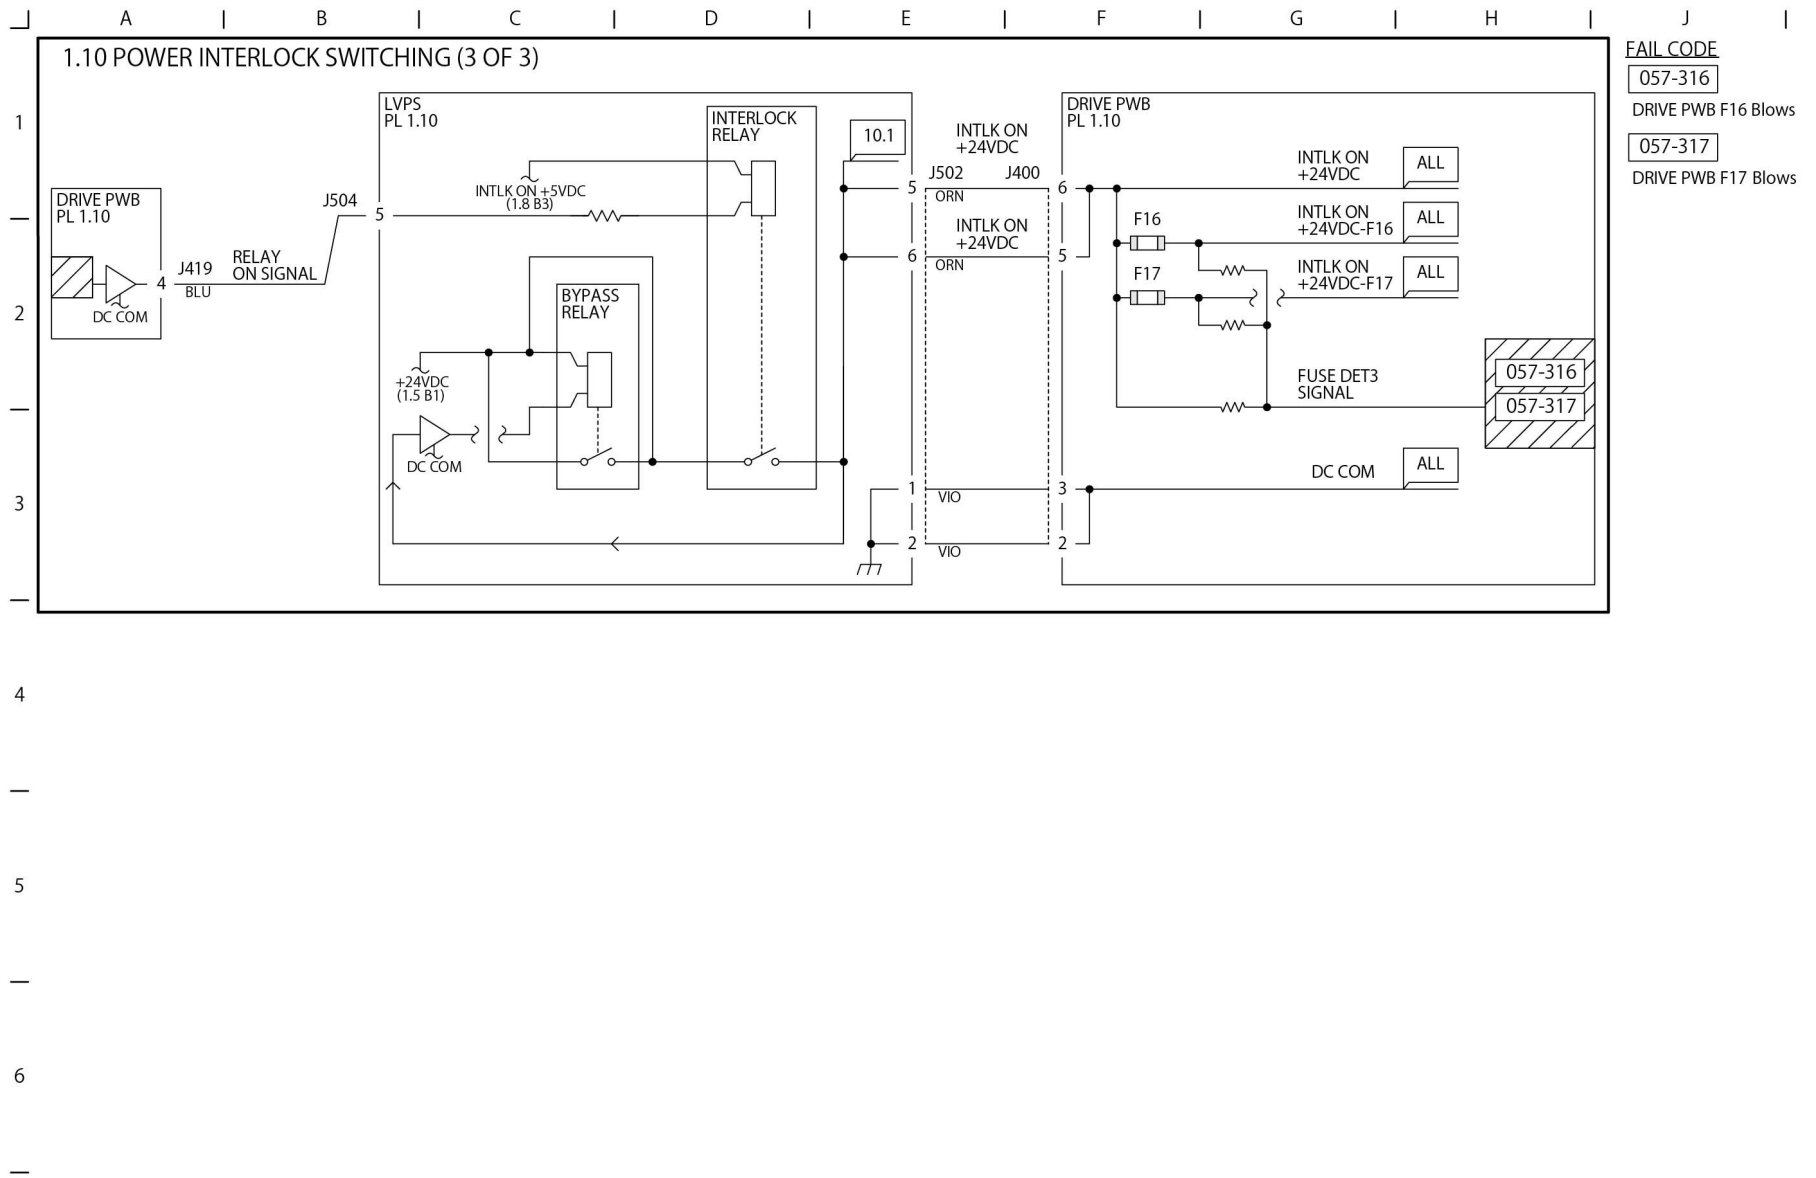 A B C D E F G H J
1.10 POWER INTERLOCK SWITCHING (3 OF 3)
FAIL CODE
057-316
DRIVE PWB F16 Blows
057-317
DRIVE PWB F17 Blows
1
2
3
4
5
6
DRIVE PWB
PL 1.10
DC COM
4
J419
BLU
RELAY
ON SIGNAL
J504
5
LVPS
PL 1.10
INTLK ON +5VDC
(1.8 B3)
INTERLOCK
RELAY
BYPASS
RELAY
+24VDC
(1.5 B1)
DC COM
10.1
INTLK ON
+24VDC
J502
J400
5
ORN
6
INTLK ON
+24VDC
6
ORN
5
1
VIO
3
2
VIO
2
DRIVE PWB
PL 1.10
F16
F17
INTLK ON
+24VDC
ALL
INTLK ON
+24VDC-F16
ALL
INTLK ON
+24VDC-F17
ALL
FUSE DET3
SIGNAL
057-316
057-317
DC COM
ALL